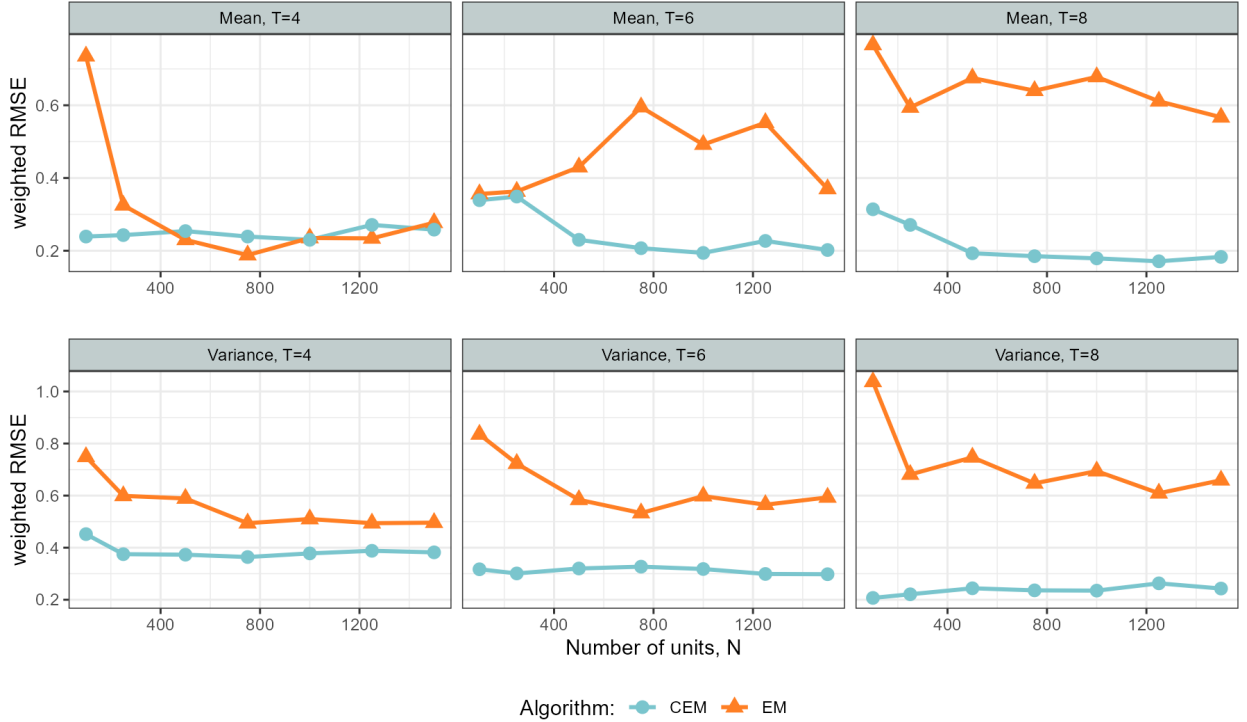 Mean, T=4
Mean, T=6
Mean, T=8
weighted RMSE
0.6
0.4
0.2
400 800 1200
400 800 1200
400 800 1200
Variance, T=4
Variance, T=6
Variance, T=8
weighted RMSE
1.0
0.8
0.6
0.4
0.2
400 800 1200
400 800 1200
400 800 1200
Number of units, N
Algorithm: CEM EM